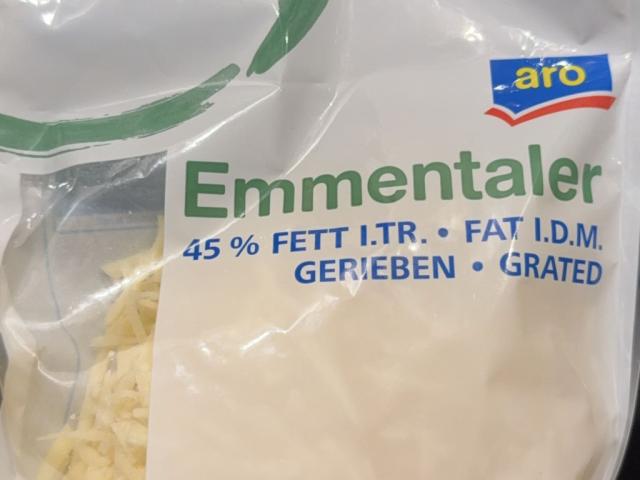 aro
Emmentaler
45 % FETT I.TR. • FAT I.D.M.
GERIEBEN • GRATED